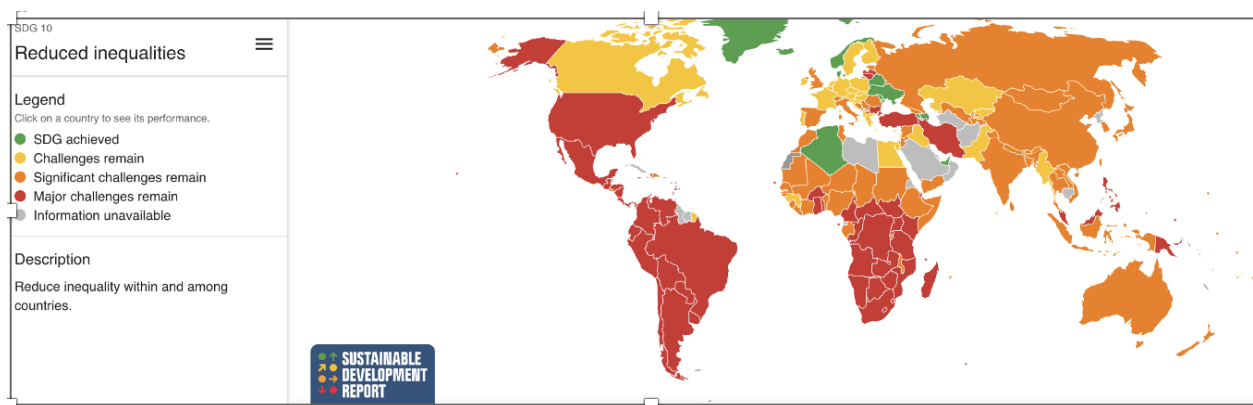 SDG 10
Reduced inequalities
Legend
Click on a country to see its performance.
SDG achieved
Challenges remain
Significant challenges remain
Major challenges remain
Information unavailable
Description
Reduce inequality within and among
countries.
SUSTAINABLE
DEVELOPMENT
REPORT